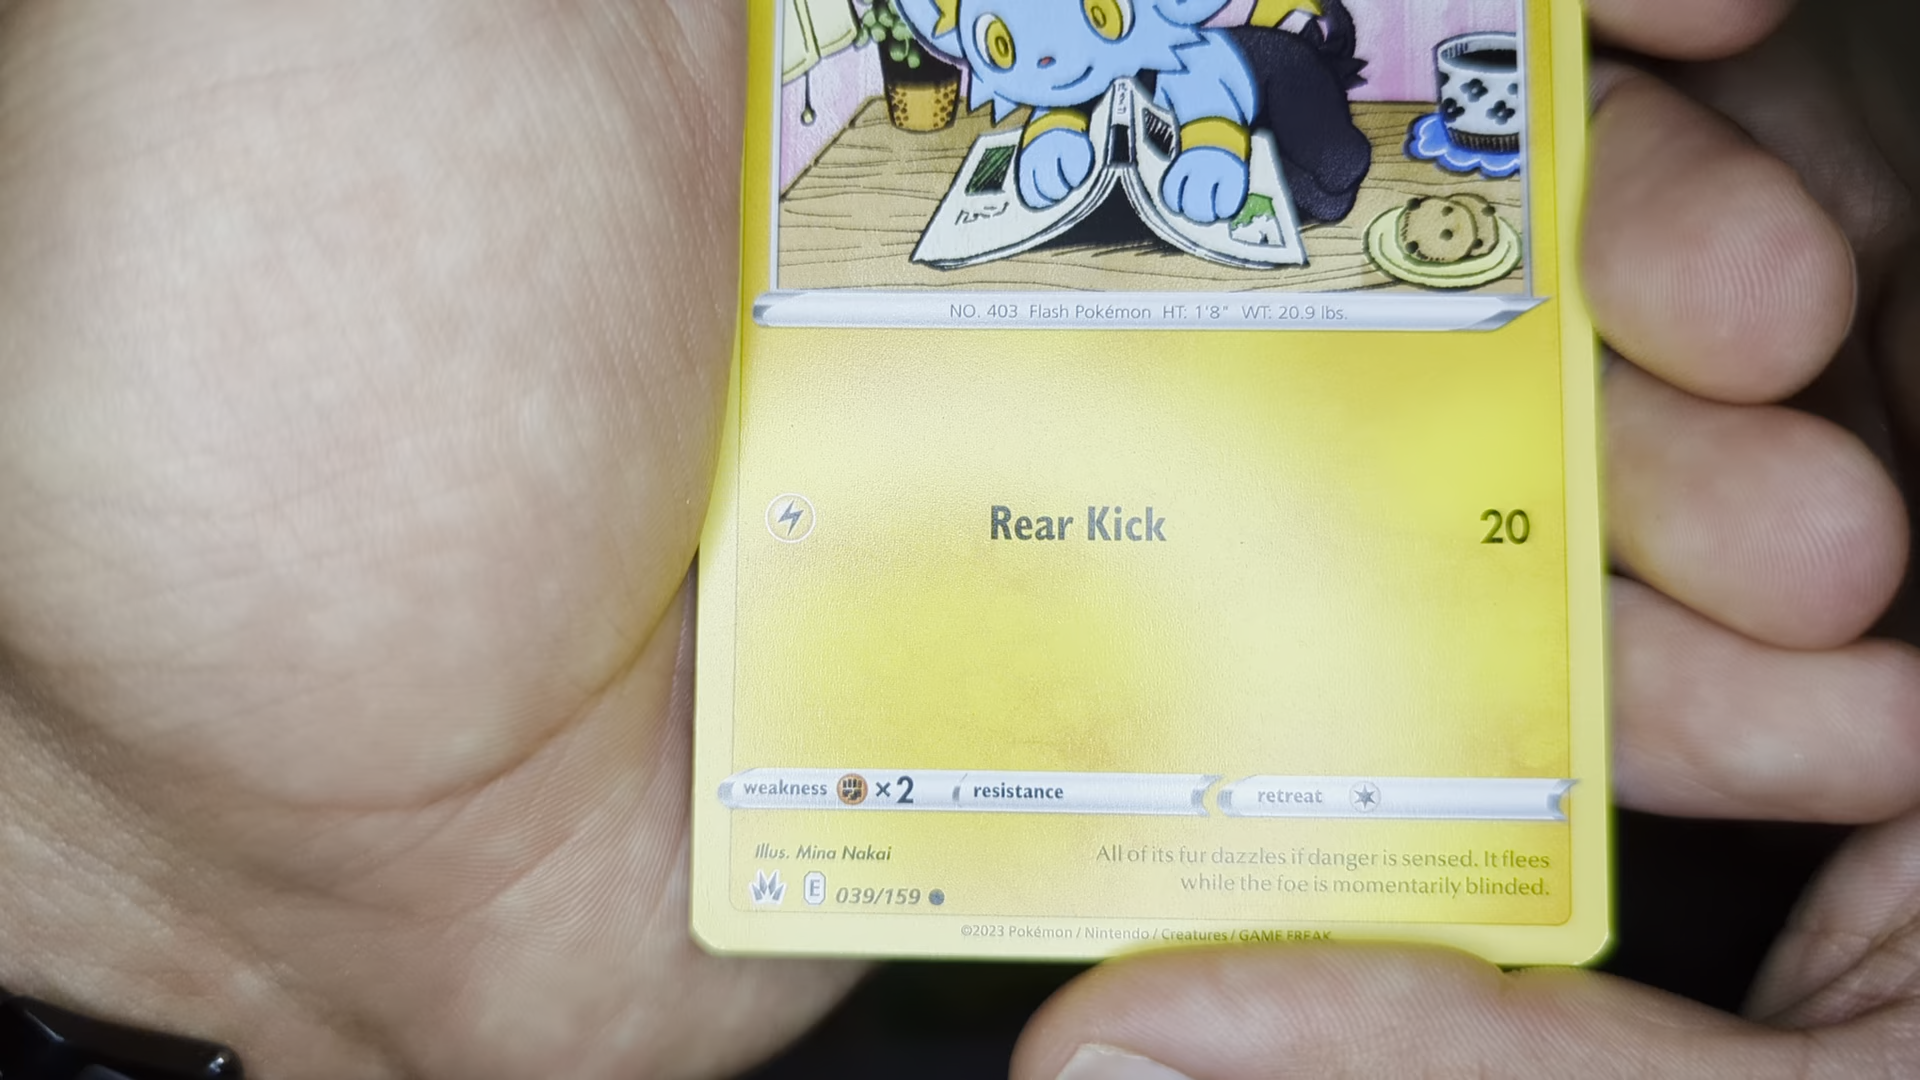 NO. 403 Flash Pokémon HT: 1'8" WT: 20.9 lbs.
Rear Kick 20
weakness ×2 resistance retreat
Illus. Mina Nakai
All of its fur dazzles if danger is sensed. It flees
while the foe is momentarily blinded.
E 039/159
©2023 Pokémon / Nintendo / Creatures / GAME FREAK